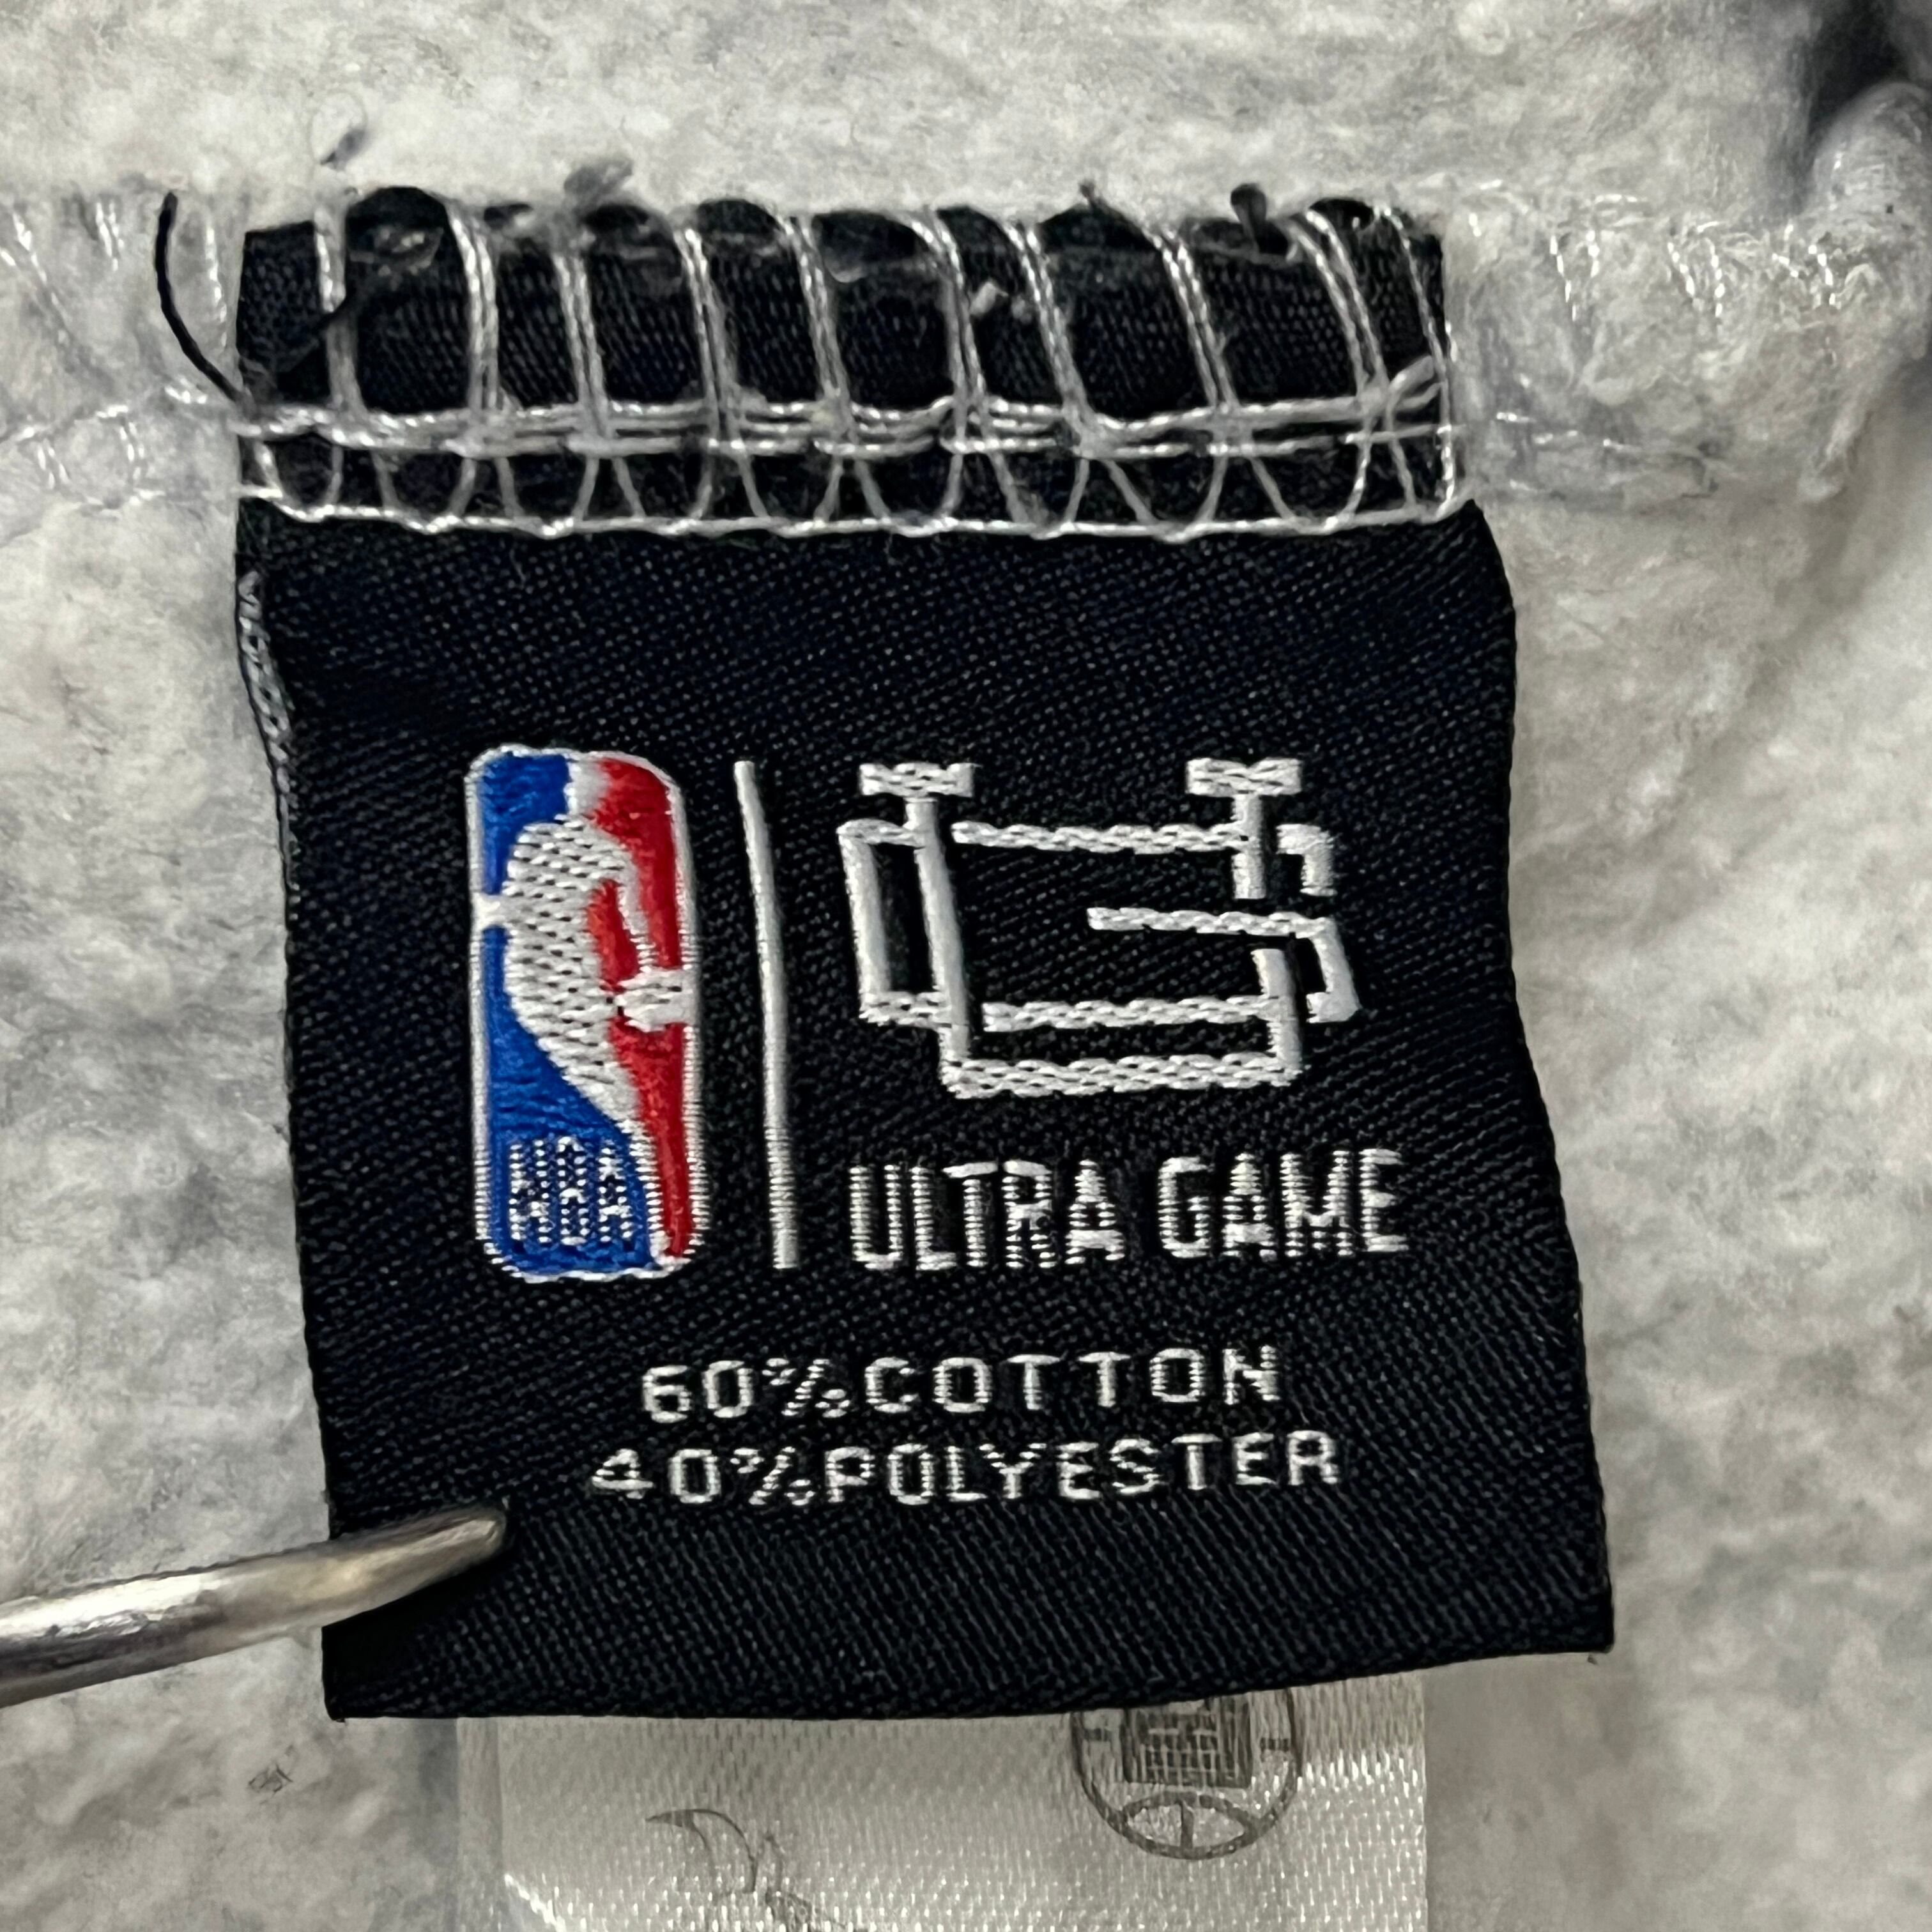 NBA
ULTRA GAME
60%COTTON
40%POLYESTER